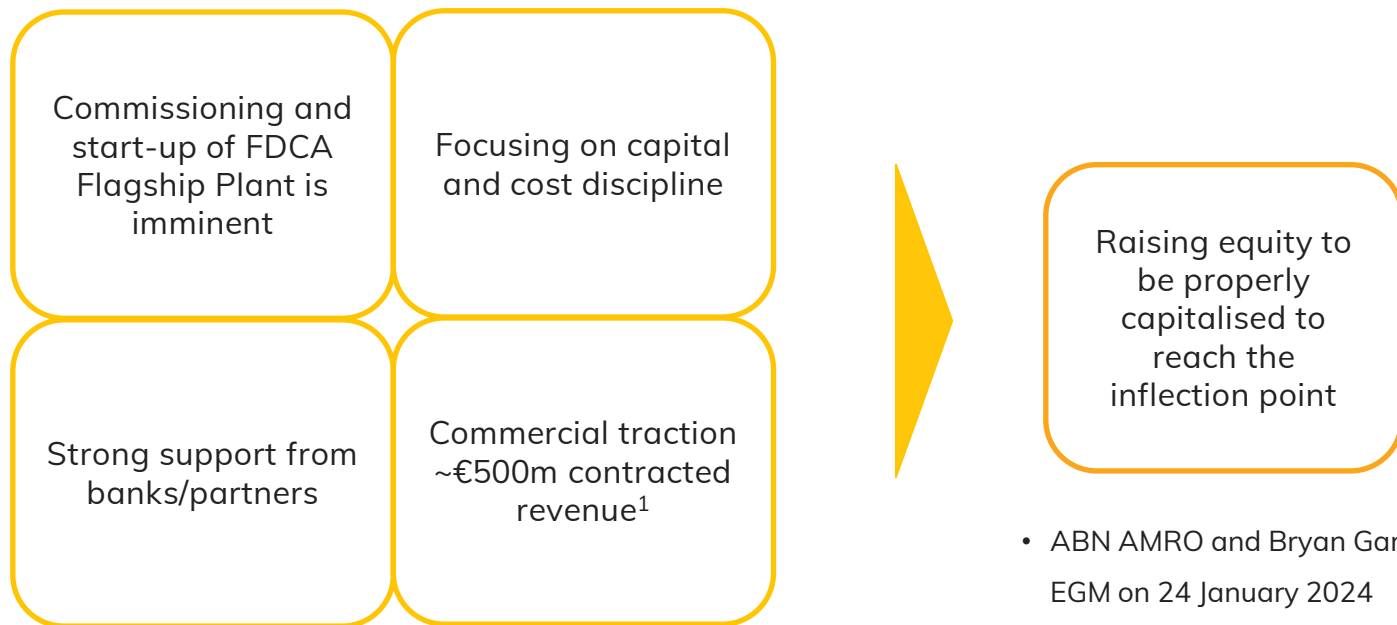 Commissioning and
start-up of FDCA
Flagship Plant is
imminent
Focusing on capital
and cost discipline
Strong support from
banks/partners
Commercial traction
~€500m contracted
revenue¹
Raising equity to
be properly
capitalised to
reach the
inflection point
• ABN AMRO and Bryan
EGM on 24 January 2024